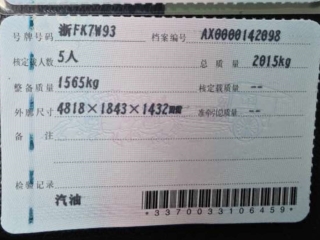 号牌号码 浙FK7W93 档案编号 AX0000142098
核定载人数 5人 总质量 2015kg
整备质量 1565kg 核定载质量 --
外廓尺寸 4818×1843×1432 准牵引总质量 --
备注
检验记录
汽油
*3370033106459*